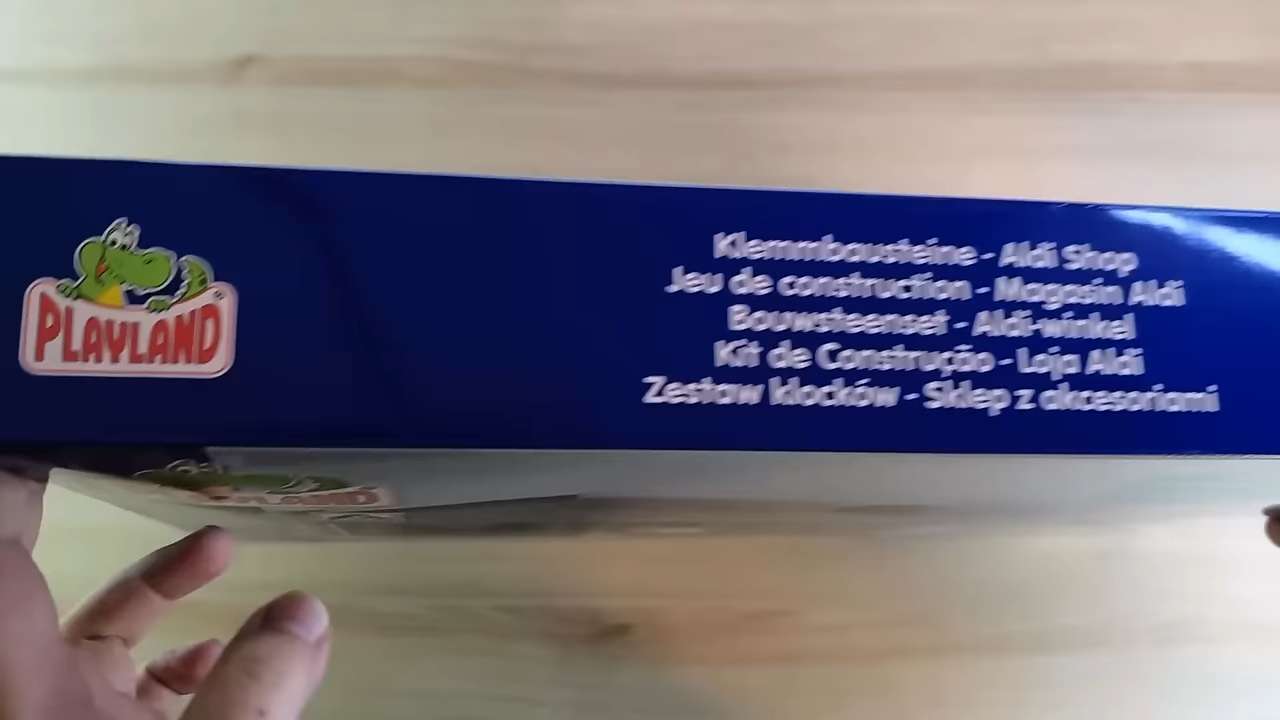 PLAYLAND
Klemmbausteine - Aldi Shop
Jeu de construction - Magasin Aldi
Bouwsteenset - Aldi-winkel
Kit de Construção - Loja Aldi
Zestaw klocków - Sklep z akcesoriami